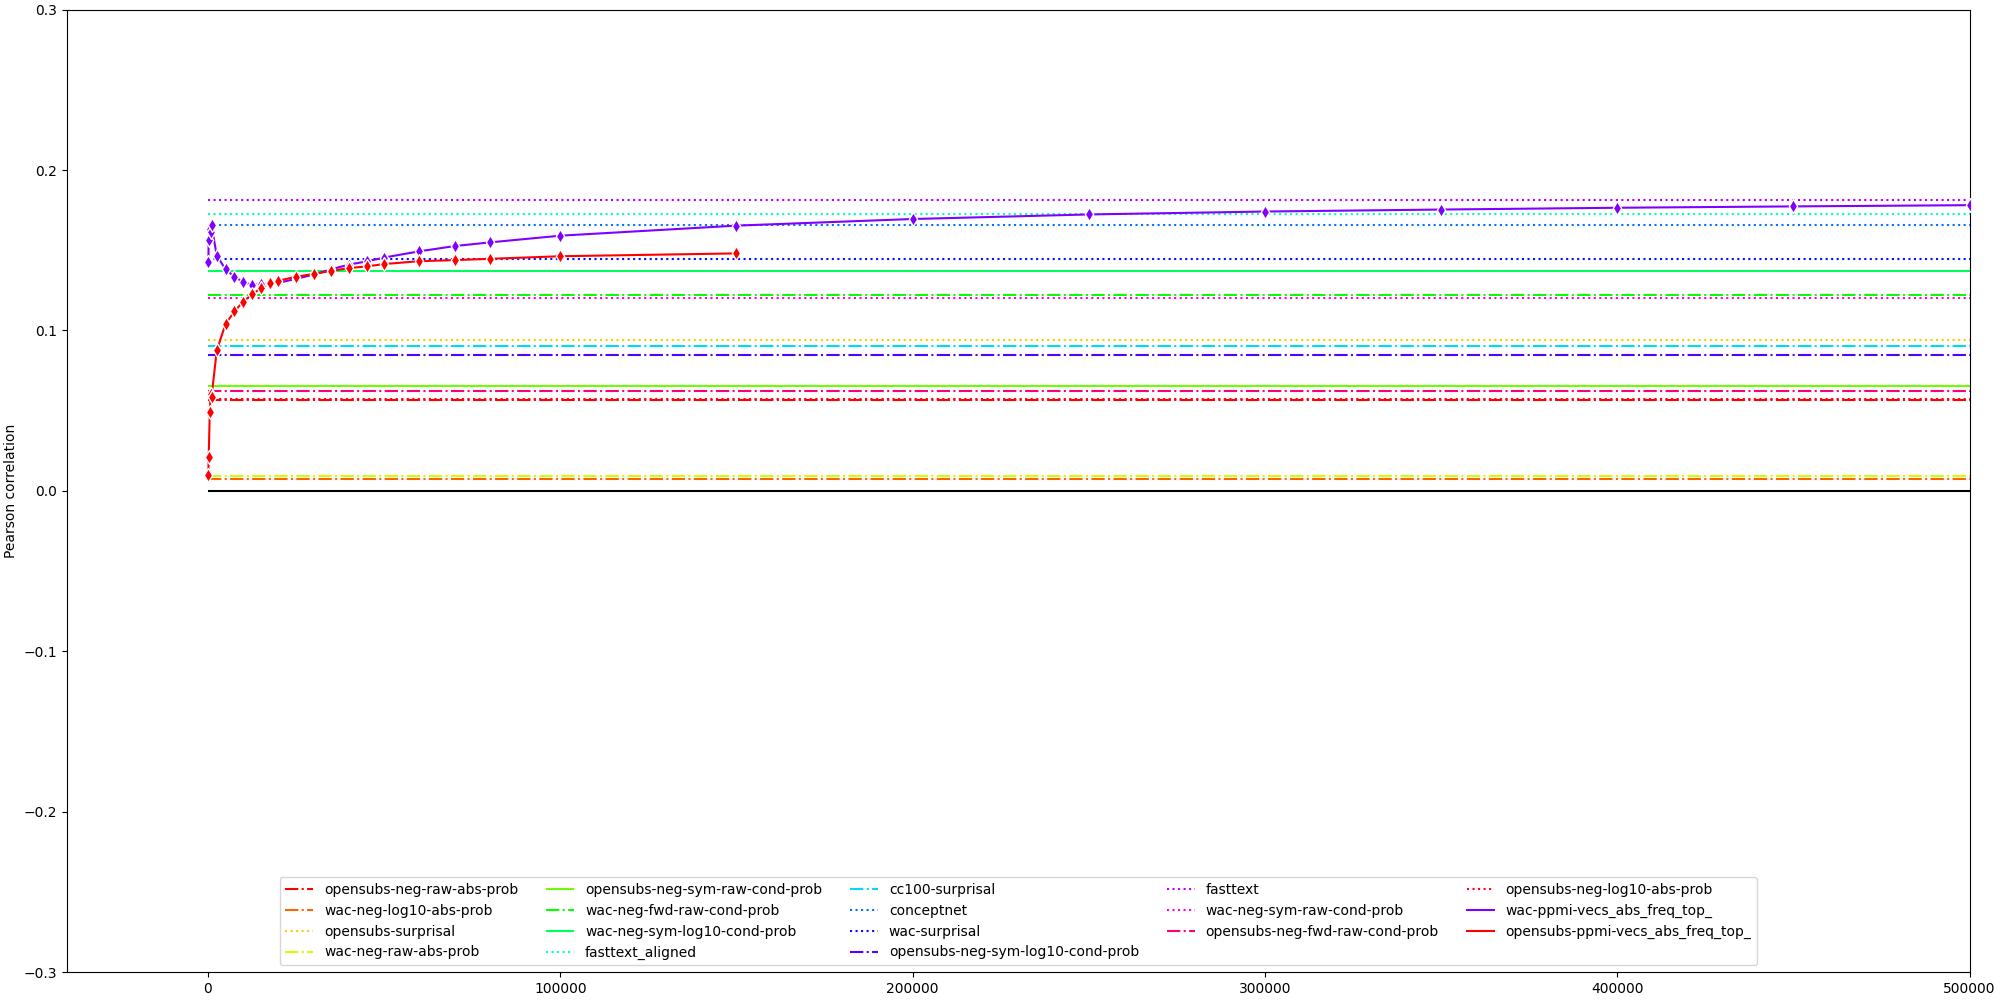 0.3
0.2
0.1
0.0
−0.1
−0.2
−0.3
Pearson correlation
opensubs-neg-raw-abs-prob
wac-neg-log10-abs-prob
opensubs-surprisal
wac-neg-raw-abs-prob
opensubs-neg-sym-raw-cond-prob
wac-neg-fwd-raw-cond-prob
wac-neg-sym-log10-cond-prob
fasttext_aligned
cc100-surprisal
conceptnet
wac-surprisal
opensubs-neg-sym-log10-cond-prob
fasttext
wac-neg-sym-raw-cond-prob
opensubs-neg-fwd-raw-cond-prob
opensubs-neg-log10-abs-prob
wac-ppmi-vecs_abs_freq_top_
opensubs-ppmi-vecs_abs_freq_top_
0 100000 200000 300000 400000 500000